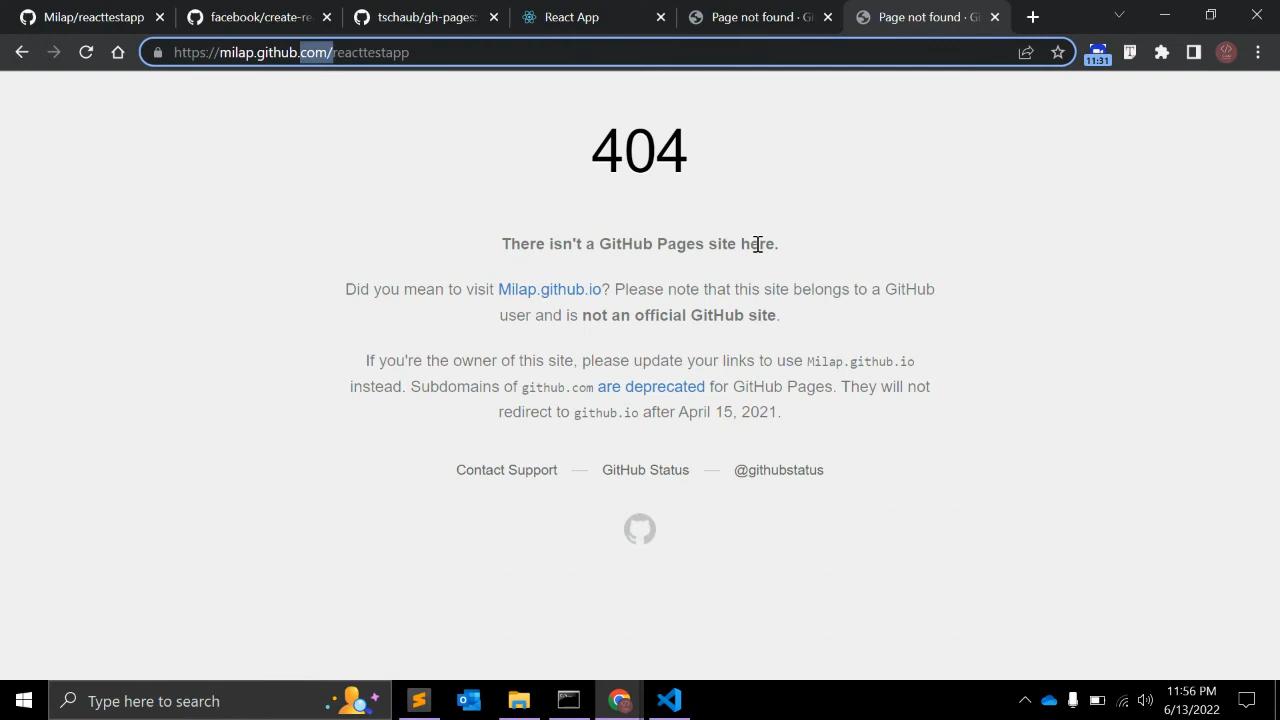 Milap/reacttestapp
facebook/create-re
tschaub/gh-pages:
React App
Page not found · Gi
Page not found · Gi
https://milap.github.com/reacttestapp
11:31
404
There isn't a GitHub Pages site here.
Did you mean to visit Milap.github.io? Please note that this site belongs to a GitHub
user and is not an official GitHub site.
If you're the owner of this site, please update your links to use Milap.github.io
instead. Subdomains of github.com are deprecated for GitHub Pages. They will not
redirect to github.io after April 15, 2021.
Contact Support — GitHub Status — @githubstatus
Type here to search
11:56 PM
6/13/2022